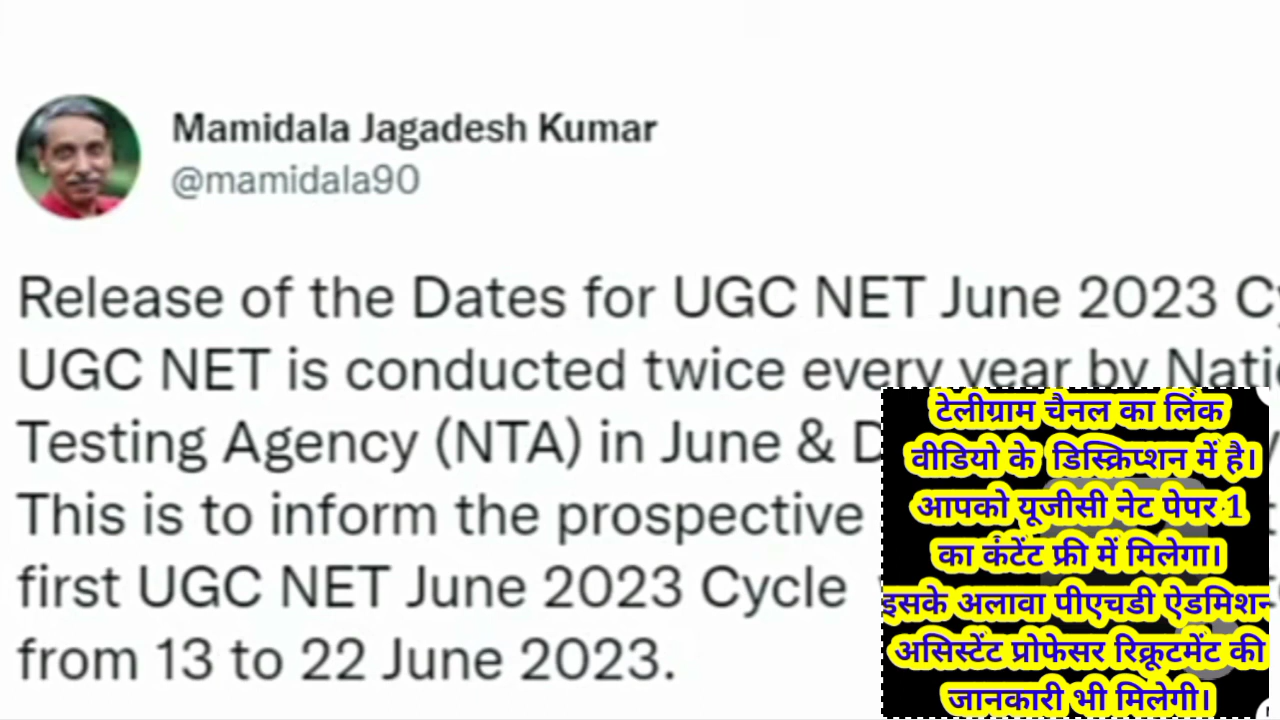 Mamidala Jagadesh Kumar
@mamidala90
Release of the Dates for UGC NET June 2023
UGC NET is conducted twice every year by
Testing Agency (NTA) in June &
This is to inform the prospective
first UGC NET June 2023 Cycle
from 13 to 22 June 2023.
टेलीग्राम चैनल का लिंक
वीडियो के डिस्क्रिप्शन में है।
आपको यूजीसी नेट पेपर 1
का कंटेंट फ्री में मिलेगा।
इसके अलावा पीएचडी ऐडमिशन
असिस्टेंट प्रोफेसर रिक्रूटमेंट की
जानकारी भी मिलेगी।